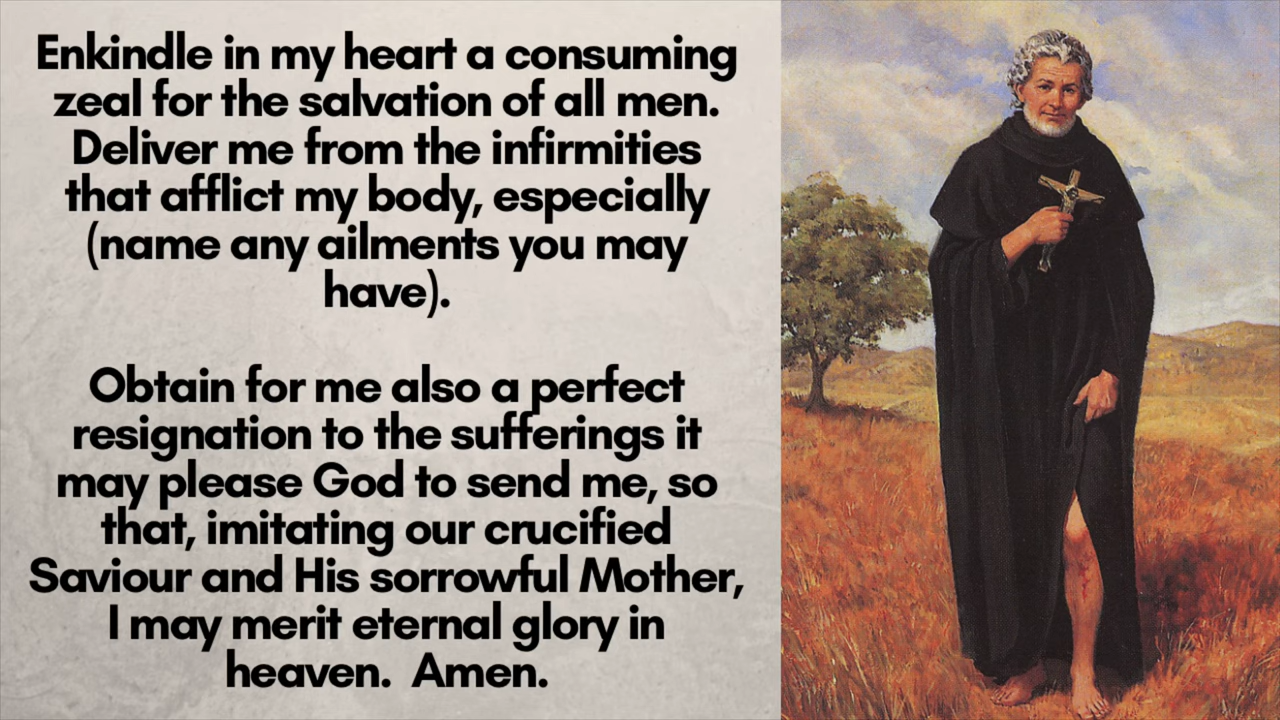 Enkindle in my heart a consuming
zeal for the salvation of all men.
Deliver me from the infirmities
that afflict my body, especially
(name any ailments you may
have).
Obtain for me also a perfect
resignation to the sufferings it
may please God to send me, so
that, imitating our crucified
Saviour and His sorrowful Mother,
I may merit eternal glory in
heaven.  Amen.